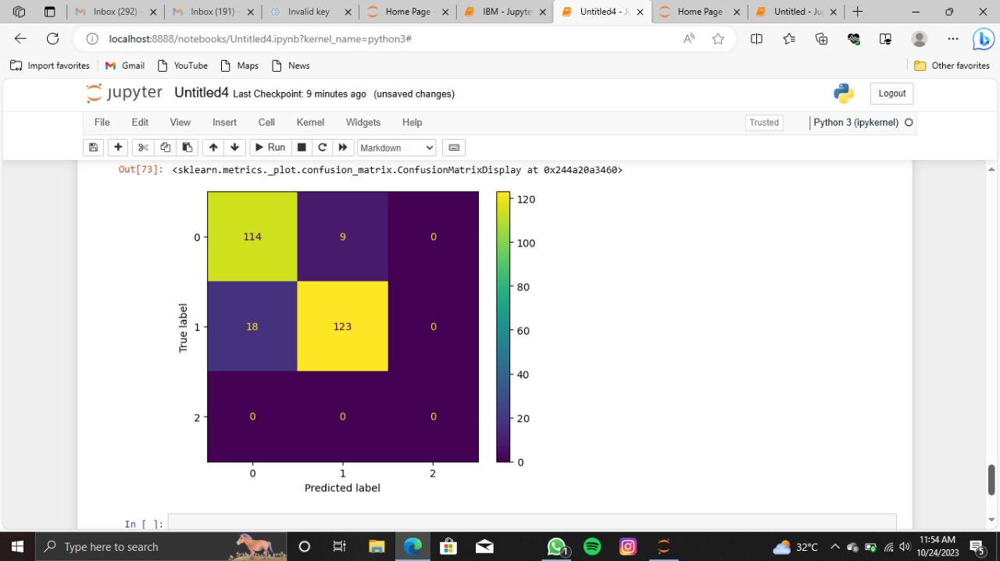 Inbox (292) -
Inbox (191) -
Invalid key
Home Page -
IBM - Jupyte
Untitled4 - J
Home Page -
Untitled - Ju
localhost:8888/notebooks/Untitled4.ipynb?kernel_name=python3#
Import favorites
Gmail
YouTube
Maps
News
Other favorites
jupyter Untitled4 Last Checkpoint: 9 minutes ago (unsaved changes)
Logout
File Edit View Insert Cell Kernel Widgets Help
Trusted
Python 3 (ipykernel)
Run
Markdown
Out[73]: <sklearn.metrics._plot.confusion_matrix.ConfusionMatrixDisplay at 0x244a20a3460>
120
100
80
60
40
20
0
True label
0 114 9 0
1 18 123 0
2 0 0 0
0 1 2
Predicted label
In [ ]:
Type here to search
1
32°C
11:54 AM
10/24/2023
5